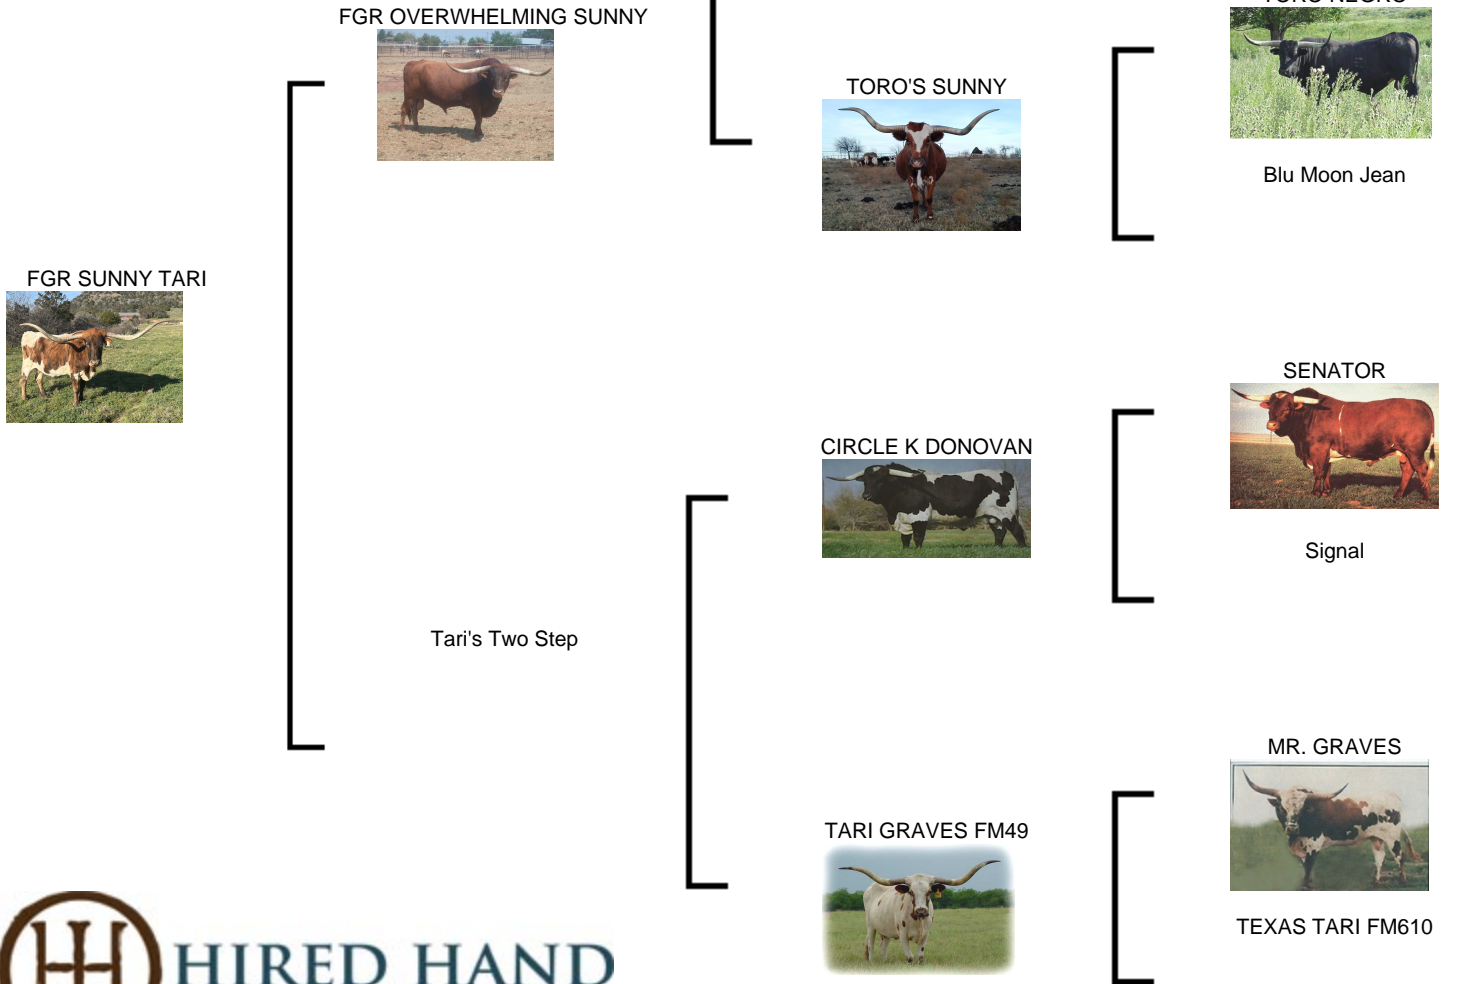 FGR OVERWHELMING SUNNY
TORO'S SUNNY
Blu Moon Jean
FGR SUNNY TARI
SENATOR
CIRCLE K DONOVAN
Signal
Tari's Two Step
MR. GRAVES
TARI GRAVES FM49
TEXAS TARI FM610
HIRED HAND